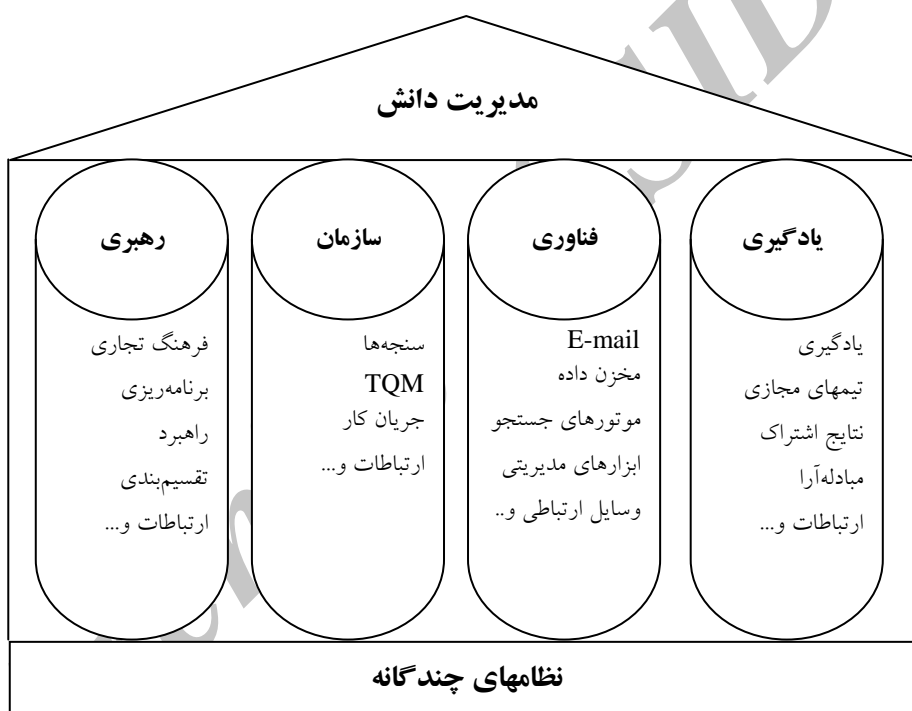 مدیریت دانش
یادگیری
یادگیری
تیمهای مجازی
نتایج اشتراک
مبادله‌آرا
ارتباطات و...
فناوری
E-mail
مخزن داده
موتورهای جستجو
ابزارهای مدیریتی
وسایل ارتباطی و..
سازمان
سنجه‌ها
TQM
جریان کار
ارتباطات و...
رهبری
فرهنگ تجاری
برنامه‌ریزی
راهبرد
تقسیم‌بندی
ارتباطات و...
نظامهای چندگانه